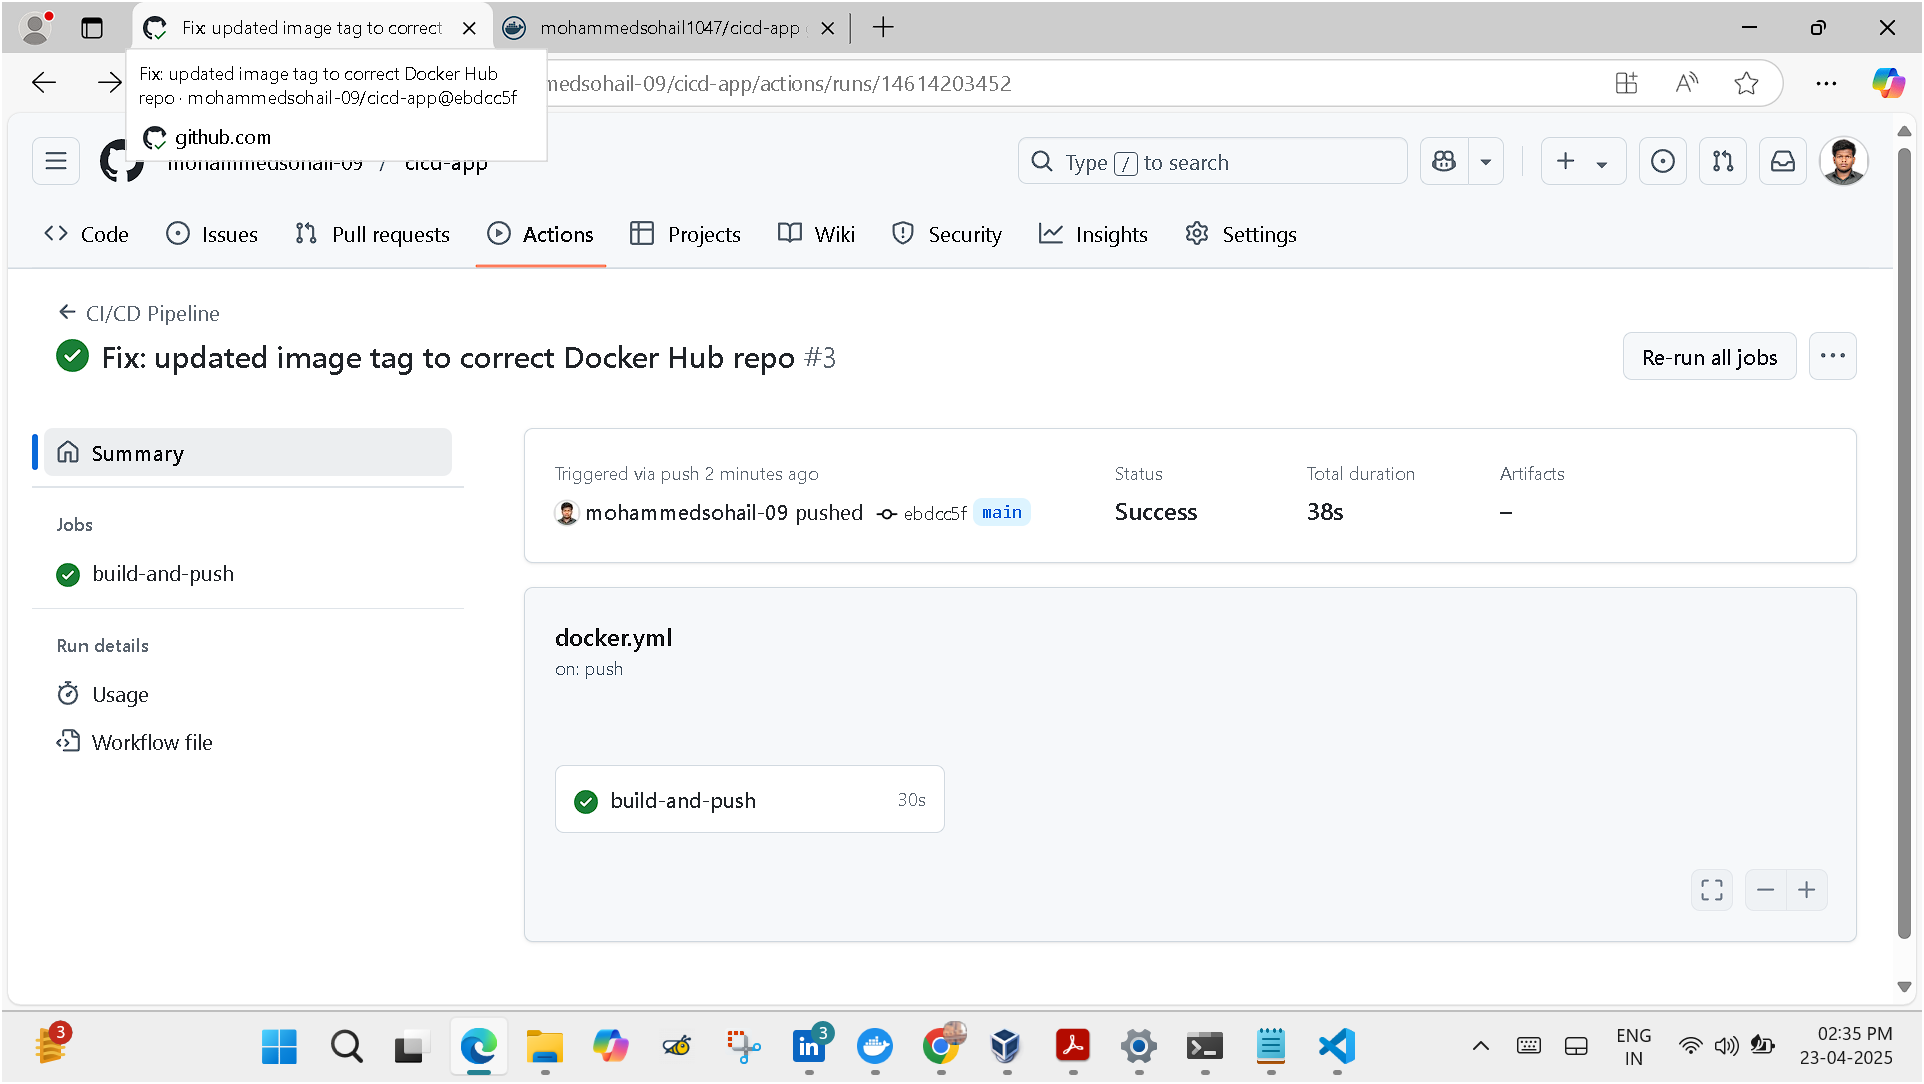 Fix: updated image tag to correct
mohammedsohail1047/cicd-app
Fix: updated image tag to correct Docker Hub
repo · mohammedsohail-09/cicd-app@ebdcc5f
github.com
medsohail-09/cicd-app/actions/runs/14614203452
mohammedsohail-09 / cicd-app
Type / to search
Code
Issues
Pull requests
Actions
Projects
Wiki
Security
Insights
Settings
CI/CD Pipeline
Fix: updated image tag to correct Docker Hub repo #3
Re-run all jobs
Summary
Jobs
build-and-push
Run details
Usage
Workflow file
Triggered via push 2 minutes ago
mohammedsohail-09 pushed ebdcc5f main
Status
Success
Total duration
38s
Artifacts
–
docker.yml
on: push
build-and-push 30s
3
3
ENG
IN
02:35 PM
23-04-2025